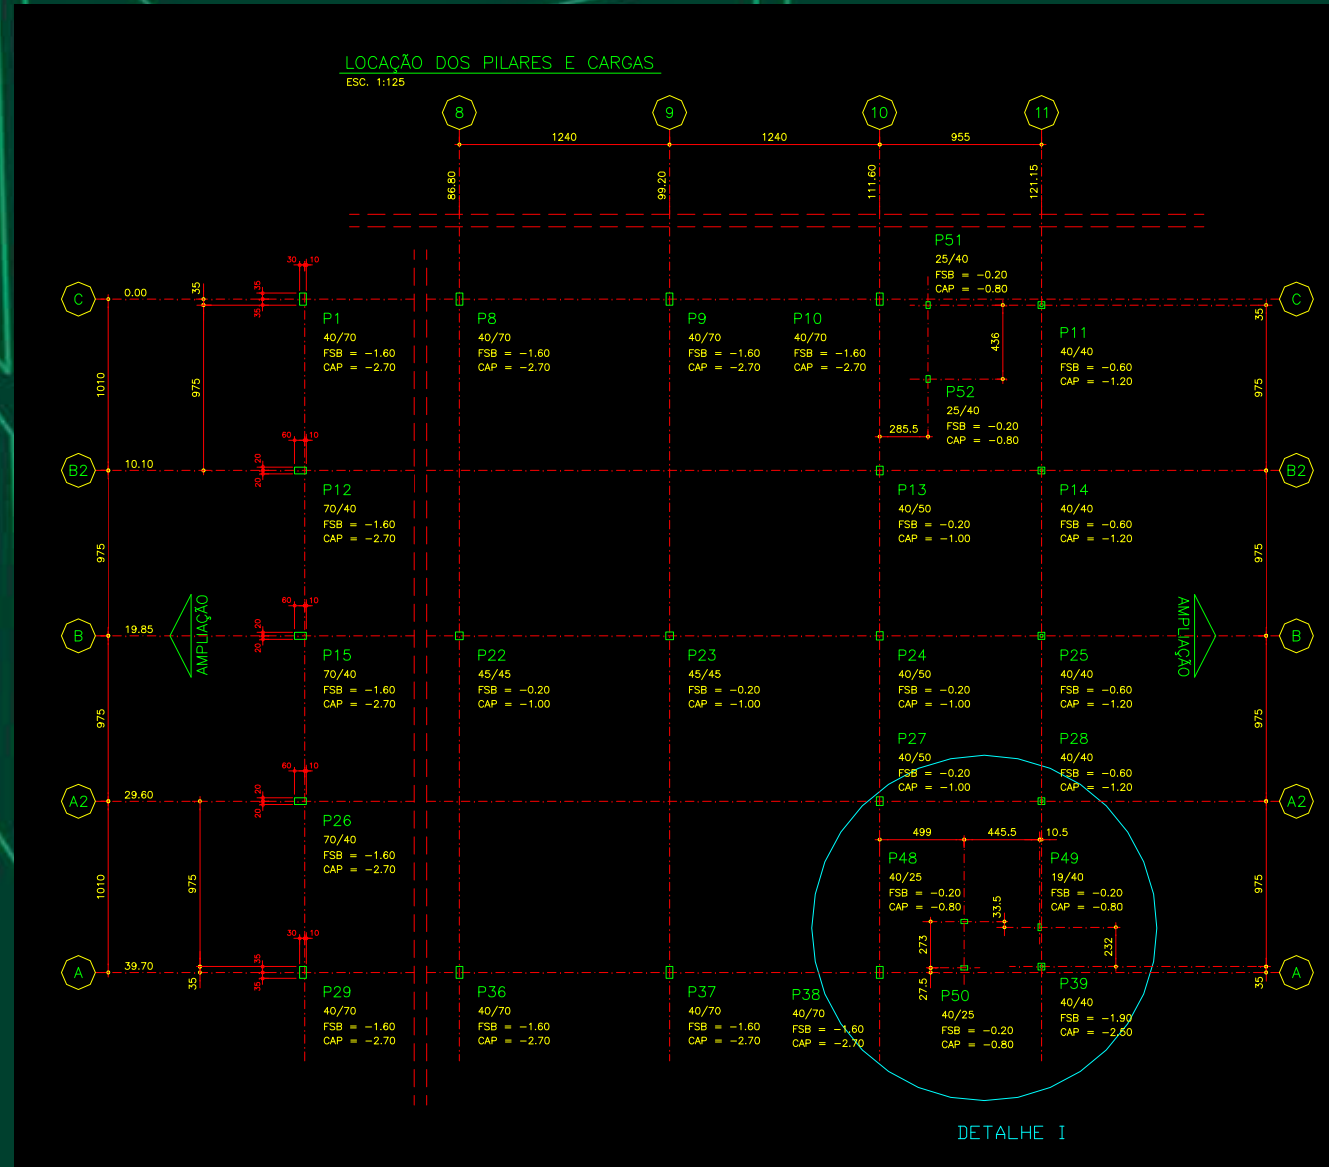 LOCAÇÃO DOS PILARES E CARGAS
ESC. 1:125
8
9
10
11
1240
1240
955
86.80
99.20
111.60
121.15
P51
25/40
FSB = -0.20
CAP = -0.80
30
10
35
35
C
0.00
35
C
35
P1
40/70
FSB = -1.60
CAP = -2.70
P8
40/70
FSB = -1.60
CAP = -2.70
P9
40/70
FSB = -1.60
CAP = -2.70
P10
40/70
FSB = -1.60
CAP = -2.70
436
P11
40/40
FSB = -0.60
CAP = -1.20
1010
975
975
P52
25/40
FSB = -0.20
CAP = -0.80
285.5
60
10
20
20
B2
10.10
B2
P12
70/40
FSB = -1.60
CAP = -2.70
P13
40/50
FSB = -0.20
CAP = -1.00
P14
40/40
FSB = -0.60
CAP = -1.20
975
975
60
10
20
20
AMPLIAÇÃO
AMPLIAÇÃO
B
19.85
B
P15
70/40
FSB = -1.60
CAP = -2.70
P22
45/45
FSB = -0.20
CAP = -1.00
P23
45/45
FSB = -0.20
CAP = -1.00
P24
40/50
FSB = -0.20
CAP = -1.00
P25
40/40
FSB = -0.60
CAP = -1.20
975
975
P27
40/50
FSB = -0.20
CAP = -1.00
P28
40/40
FSB = -0.60
CAP = -1.20
60
10
20
20
A2
29.60
A2
P26
70/40
FSB = -1.60
CAP = -2.70
499
445.5
10.5
P48
40/25
FSB = -0.20
CAP = -0.80
P49
19/40
FSB = -0.20
CAP = -0.80
1010
975
975
33.5
273
232
30
10
35
35
A
39.70
35
A
35
27.5
P29
40/70
FSB = -1.60
CAP = -2.70
P36
40/70
FSB = -1.60
CAP = -2.70
P37
40/70
FSB = -1.60
CAP = -2.70
P38
40/70
FSB = -1.60
CAP = -2.70
P50
40/25
FSB = -0.20
CAP = -0.80
P39
40/40
FSB = -1.90
CAP = -2.50
DETALHE I